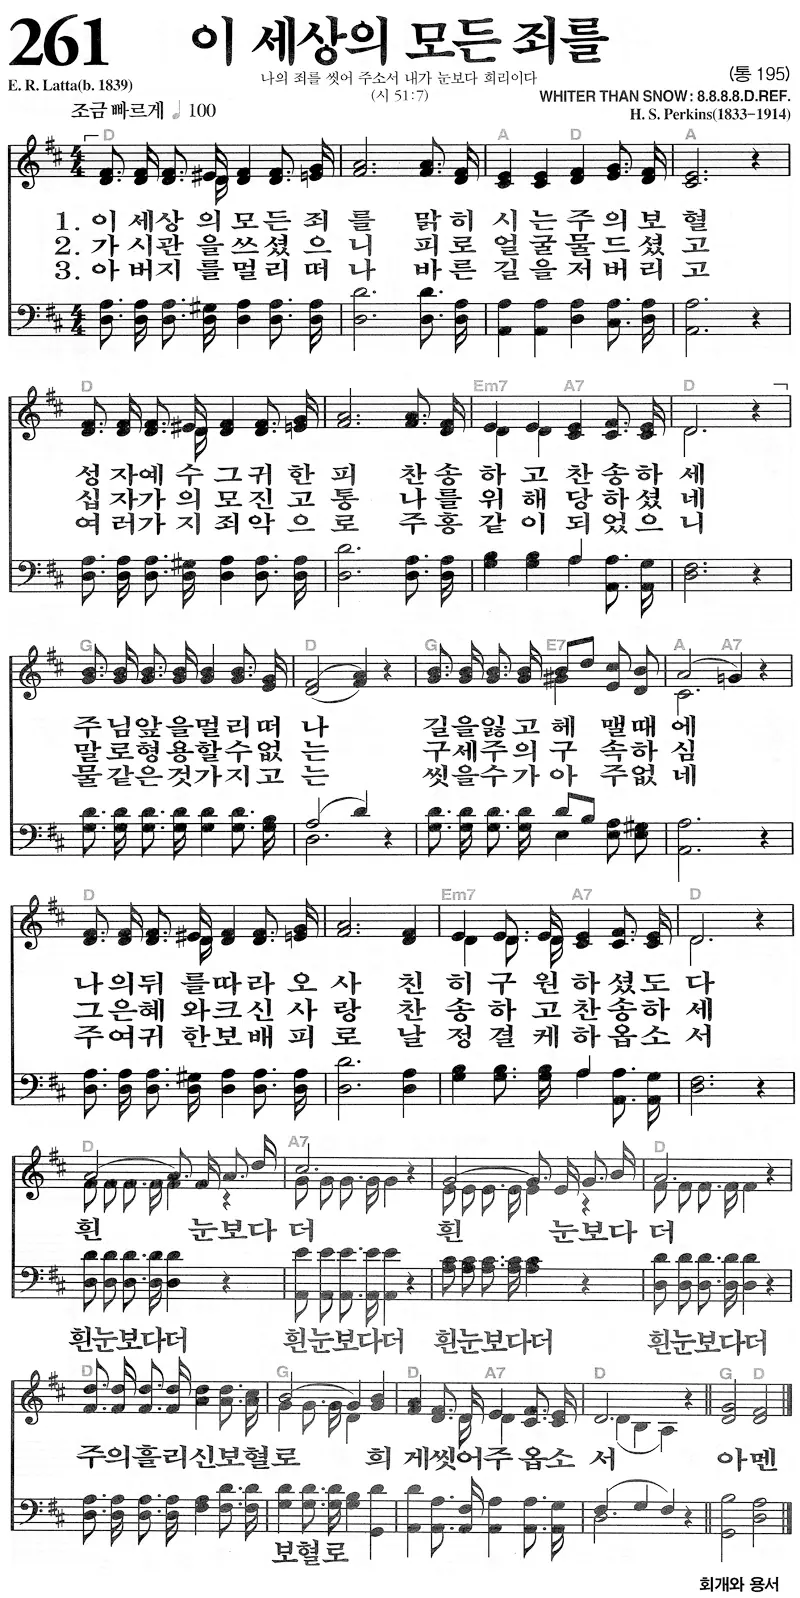 261 이 세상의 모든 죄를
E. R. Latta(b. 1839)
나의 죄를 씻어 주소서 내가 눈보다 희리이다
(시 51:7)
(통 195)
WHITER THAN SNOW: 8.8.8.8.D.REF.
H. S. Perkins(1833-1914)
조금 빠르게 ♩ 100
D A D A
1. 이 세상 의 모 든 죄 를 맑 히 시 는 주 의 보 혈
2. 가 시관 을 쓰 셨 으 니 피 로 얼 굴 물 드 셨 고
3. 아 버지 를 멀 리 떠 나 바 른 길 을 저 버 리 고
D Em7 A7 D
성 자예 수 그 귀 한 피 찬 송 하 고 찬 송 하 세
십 자가 의 모 진 고 통 나 를 위 해 당 하 셨 네
여 러가 지 죄 악 으 로 주 홍 같 이 되 었 으 니
G D G E7 A A7
주 님앞 을멀 리 떠 나 길 을잃 고 헤 맬때 에
말 로형 용할 수 없 는 구 세주 의 구 속하 심
물 같은 것가 지 고 는 씻 을수 가 아 주없 네
D Em7 A7 D
나 의뒤 를따 라 오 사 친 히 구 원 하 셨 도 다
그 은혜 와크 신 사 랑 찬 송 하 고 찬 송 하 세
주 여귀 한보 배 피 로 날 정 결 케 하 옵 소 서
D A7 D
흰 눈보다 더 흰 눈보다 더
흰눈보다더 흰눈보다더 흰눈보다더 흰눈보다더
D G D A7 D G D
주의흘리신보혈로 희 게씻어주 옵소 서 아멘
보혈로
회개와 용서